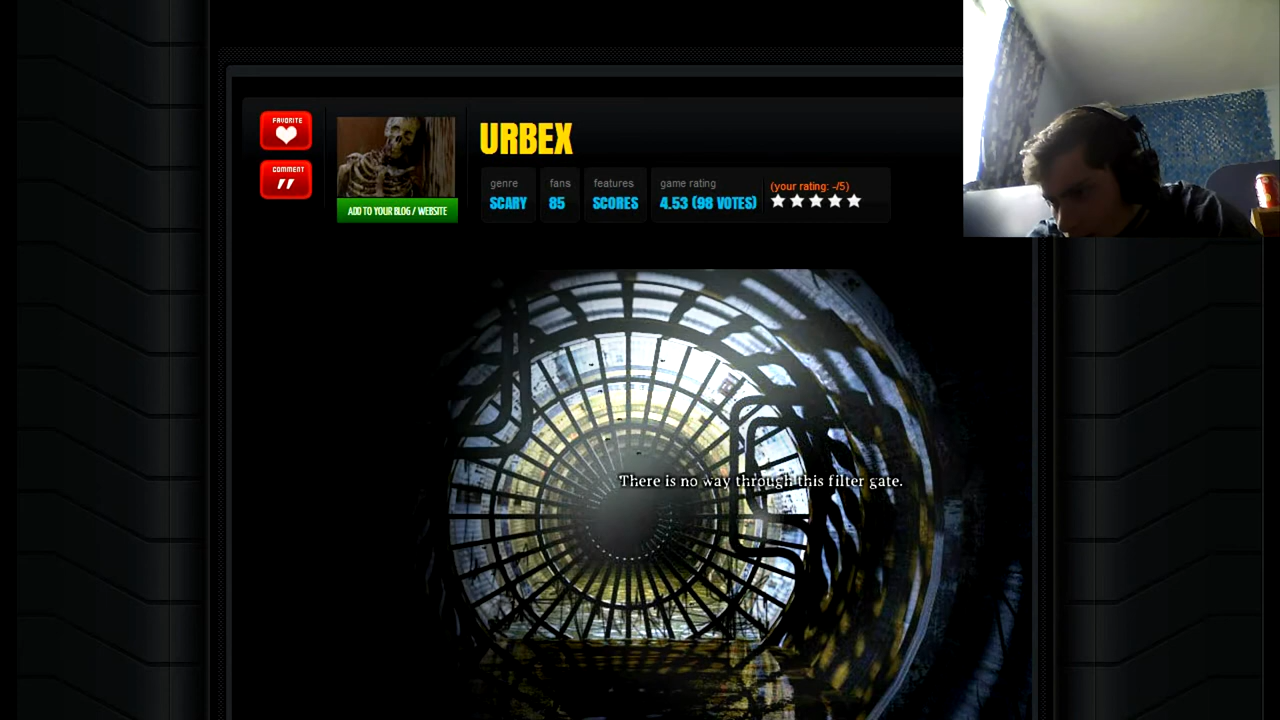 FAVORITE
COMMENT
ADD TO YOUR BLOG / WEBSITE
URBEX
genre
SCARY
fans
85
features
SCORES
game rating
4.53 (98 VOTES)
(your rating: -/5)
There is no way through this filter gate.